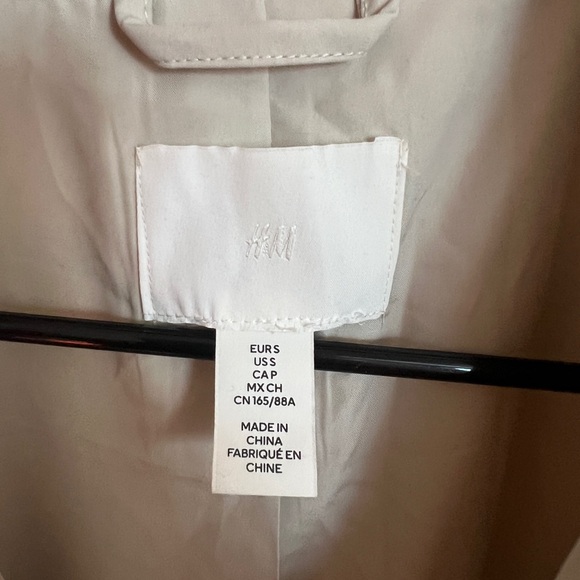 H&M
EUR S
US S
CA P
MX CH
CN 165/88A
MADE IN
CHINA
FABRIQUÉ EN
CHINE